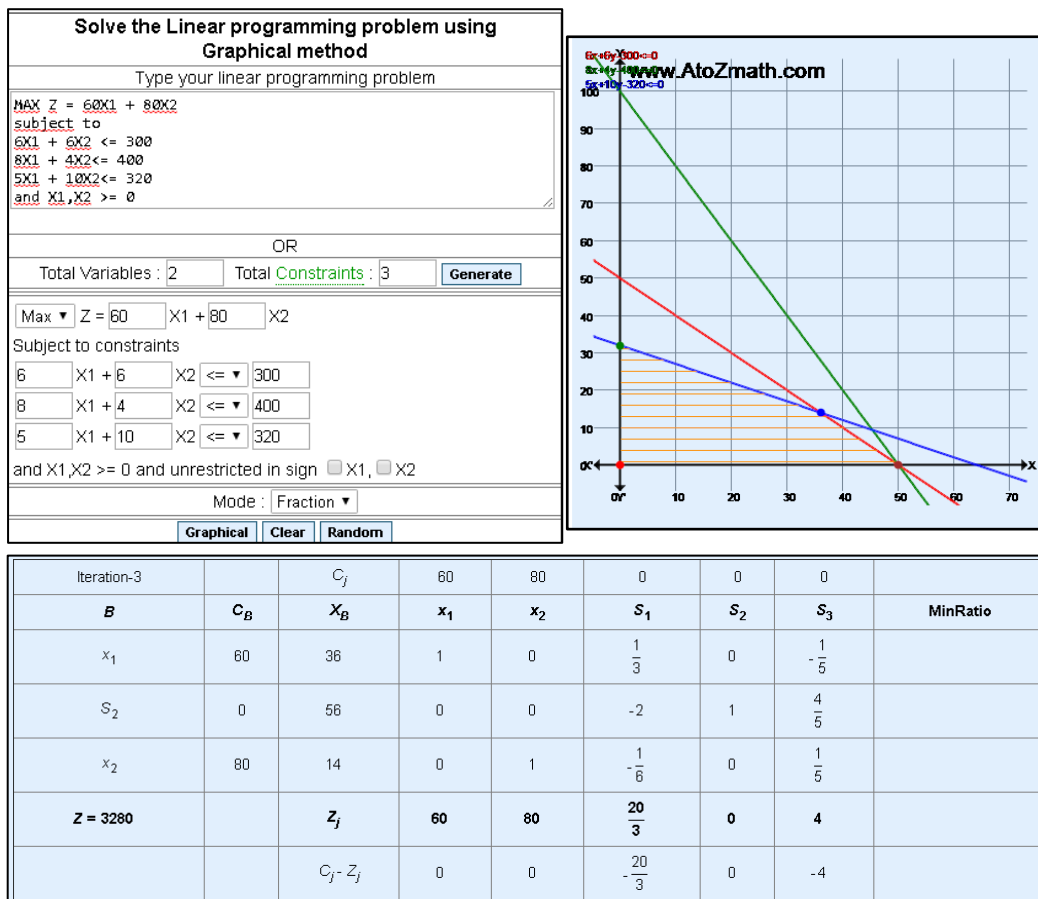 Solve the Linear programming problem using
Graphical method
Type your linear programming problem
MAX Z = 60X1 + 80X2
subject to
6X1 + 6X2 <= 300
8X1 + 4X2<= 400
5X1 + 10X2<= 320
and X1,X2 >= 0
OR
Total Variables : 2 Total Constraints : 3 Generate
Max ▼ Z = 60 X1 + 80 X2
Subject to constraints
6 X1 + 6 X2 <= ▼ 300
8 X1 + 4 X2 <= ▼ 400
5 X1 + 10 X2 <= ▼ 320
and X1,X2 >= 0 and unrestricted in sign X1, X2
Mode : Fraction ▼
Graphical Clear Random
6x+6y-300<=0
www.AtoZmath.com
5x+10y-320<=0
100
90
80
70
60
50
40
30
20
10
X
10 20 30 40 50 60 70
Iteration-3 Cj 60 80 0 0 0
B CB XB x1 x2 S1 S2 S3 MinRatio
x1 60 36 1 0 1/3 0 -1/5
S2 0 56 0 0 -2 1 4/5
x2 80 14 0 1 -1/6 0 1/5
Z = 3280 Zj 60 80 20/3 0 4
Cj - Zj 0 0 -20/3 0 -4